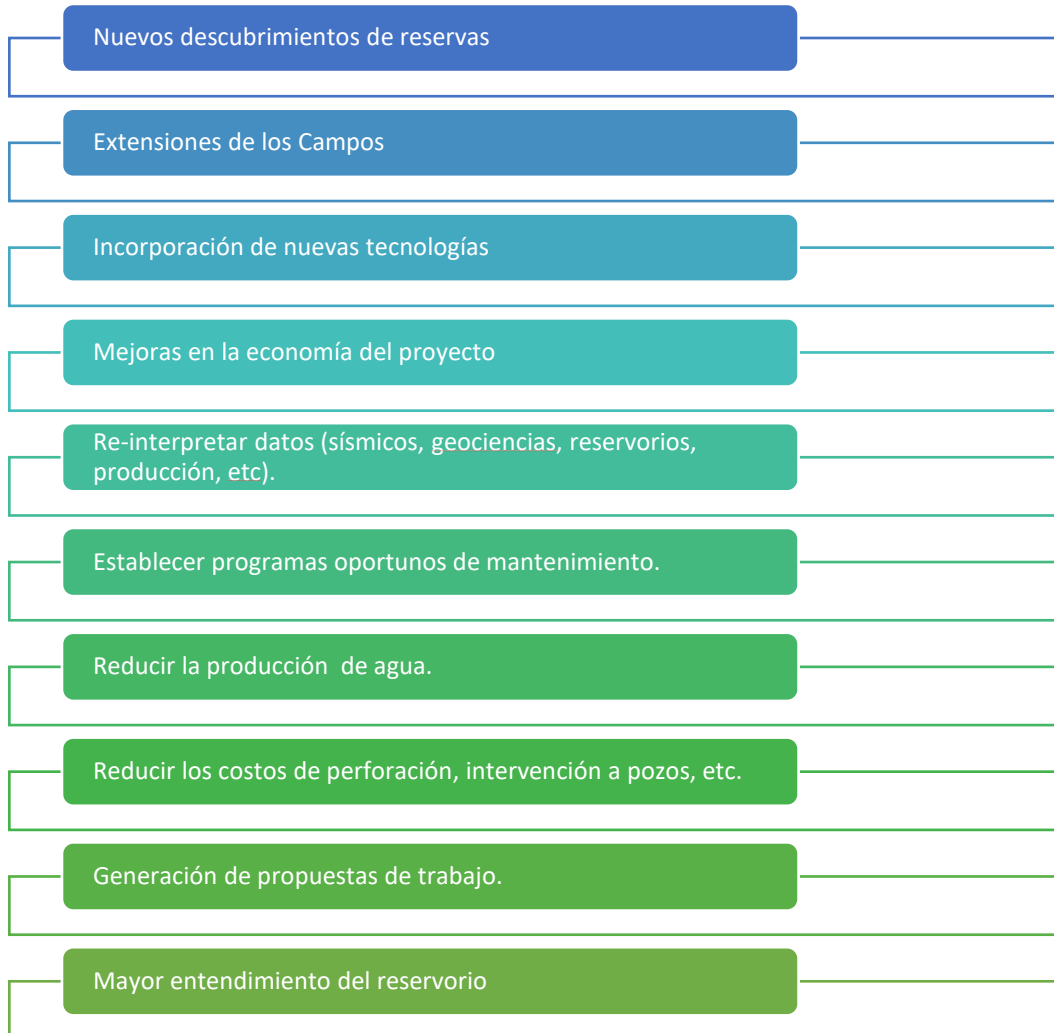 Nuevos descubrimientos de reservas
Extensiones de los Campos
Incorporación de nuevas tecnologías
Mejoras en la economía del proyecto
Re-interpretar datos (sísmicos, geociencias, reservorios,
producción, etc).
Establecer programas oportunos de mantenimiento.
Reducir la producción  de agua.
Reducir los costos de perforación, intervención a pozos, etc.
Generación de propuestas de trabajo.
Mayor entendimiento del reservorio